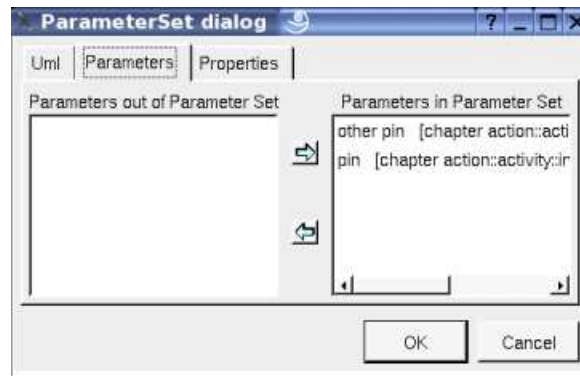 ParameterSet dialog
Uml Parameters Properties
Parameters out of Parameter Set Parameters in Parameter Set
other pin [chapter action::acti
pin [chapter action::activity::ir
OK Cancel